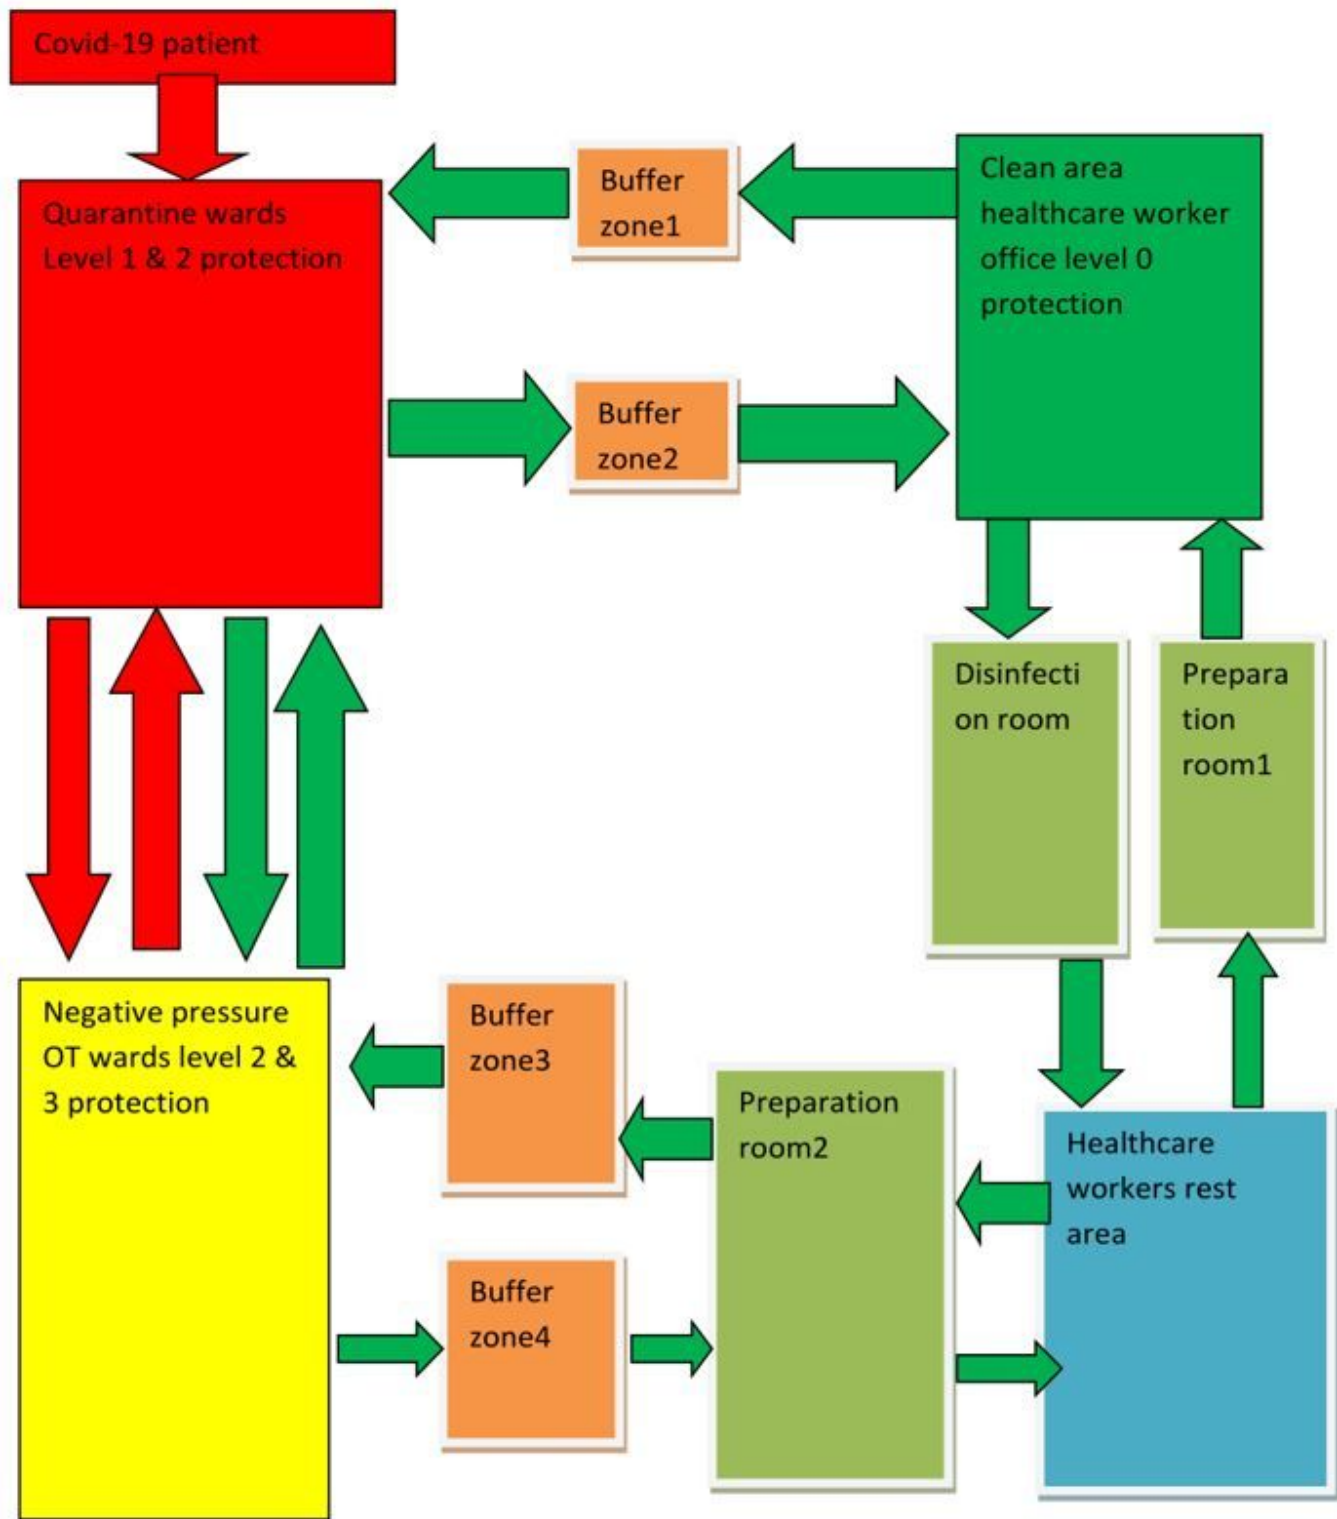 Covid-19 patient
Quarantine wards
Level 1 & 2 protection
Buffer
zone1
Clean area
healthcare worker
office level 0
protection
Buffer
zone2
Disinfecti
on room
Prepara
tion
room1
Negative pressure
OT wards level 2 &
3 protection
Buffer
zone3
Preparation
room2
Healthcare
workers rest
area
Buffer
zone4